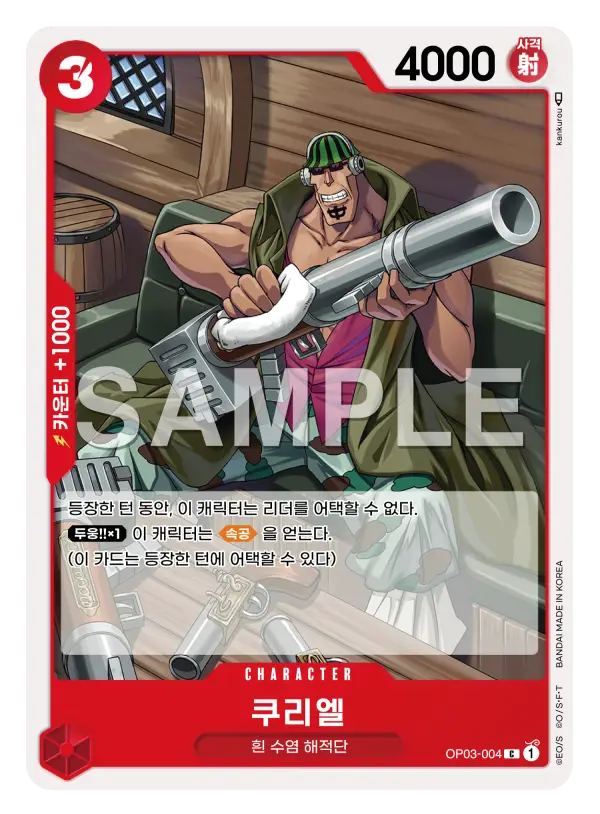 3
4000
사격
射
kankurou
카운터 +1000
SAMPLE
등장한 턴 동안, 이 캐릭터는 리더를 어택할 수 없다.
두웅!!×1 이 캐릭터는 속공 을 얻는다.
(이 카드는 등장한 턴에 어택할 수 있다)
CHARACTER
쿠리엘
흰 수염 해적단
OP03-004 C 1
©EO/S ©O/S·F·T BANDAI MADE IN KOREA